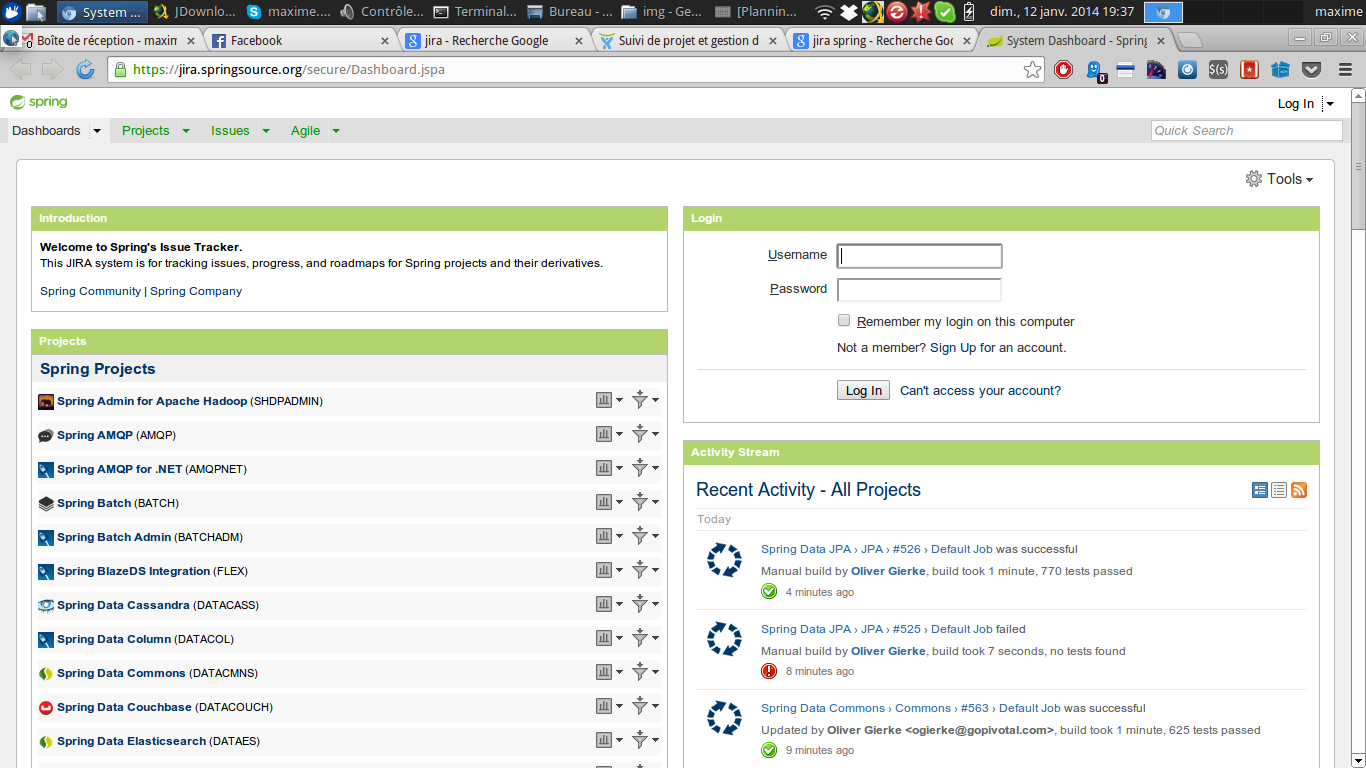 System ... JDownlo... maxime.... Contrôle... Terminal... Bureau - ... img - Ge... [Plannin... dim., 12 janv. 2014 19:37 maxime
Boîte de réception - maxim Facebook jira - Recherche Google Suivi de projet et gestion d jira spring - Recherche Goo System Dashboard - Spring
https://jira.springsource.org/secure/Dashboard.jspa 0 $(s)
spring Log In
Dashboards Projects Issues Agile Quick Search
Tools
Introduction
Welcome to Spring's Issue Tracker.
This JIRA system is for tracking issues, progress, and roadmaps for Spring projects and their derivatives.
Spring Community | Spring Company
Projects
Spring Projects
Spring Admin for Apache Hadoop (SHDPADMIN)
Spring AMQP (AMQP)
Spring AMQP for .NET (AMQPNET)
Spring Batch (BATCH)
Spring Batch Admin (BATCHADM)
Spring BlazeDS Integration (FLEX)
Spring Data Cassandra (DATACASS)
Spring Data Column (DATACOL)
Spring Data Commons (DATACMNS)
Spring Data Couchbase (DATACOUCH)
Spring Data Elasticsearch (DATAES)
Login
Username
Password
Remember my login on this computer
Not a member? Sign Up for an account.
Log In Can't access your account?
Activity Stream
Recent Activity - All Projects
Today
Spring Data JPA › JPA › #526 › Default Job was successful
Manual build by Oliver Gierke, build took 1 minute, 770 tests passed
4 minutes ago
Spring Data JPA › JPA › #525 › Default Job failed
Manual build by Oliver Gierke, build took 7 seconds, no tests found
8 minutes ago
Spring Data Commons › Commons › #563 › Default Job was successful
Updated by Oliver Gierke <ogierke@gopivotal.com>, build took 1 minute, 625 tests passed
9 minutes ago